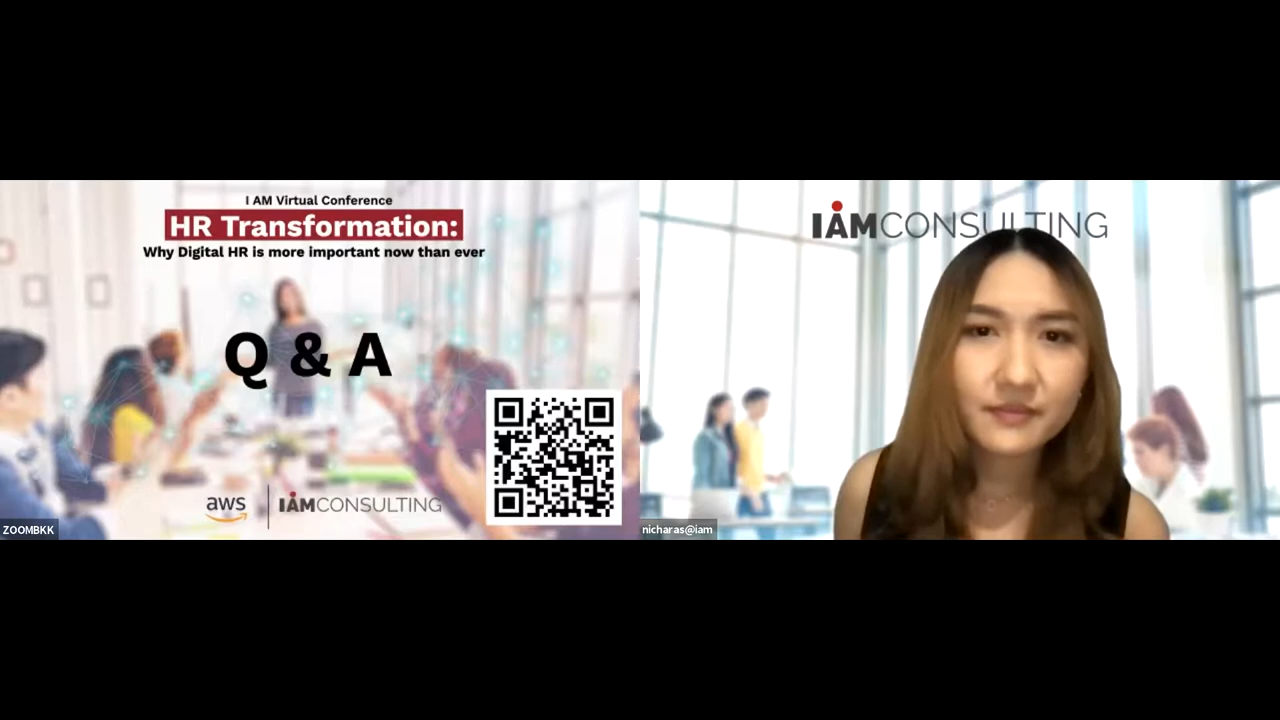 I AM Virtual Conference
HR Transformation:
Why Digital HR is more important now than ever
Q & A
aws
IAMCONSULTING
ZOOMBKK
IAMCONSULTING
nicharas@iam